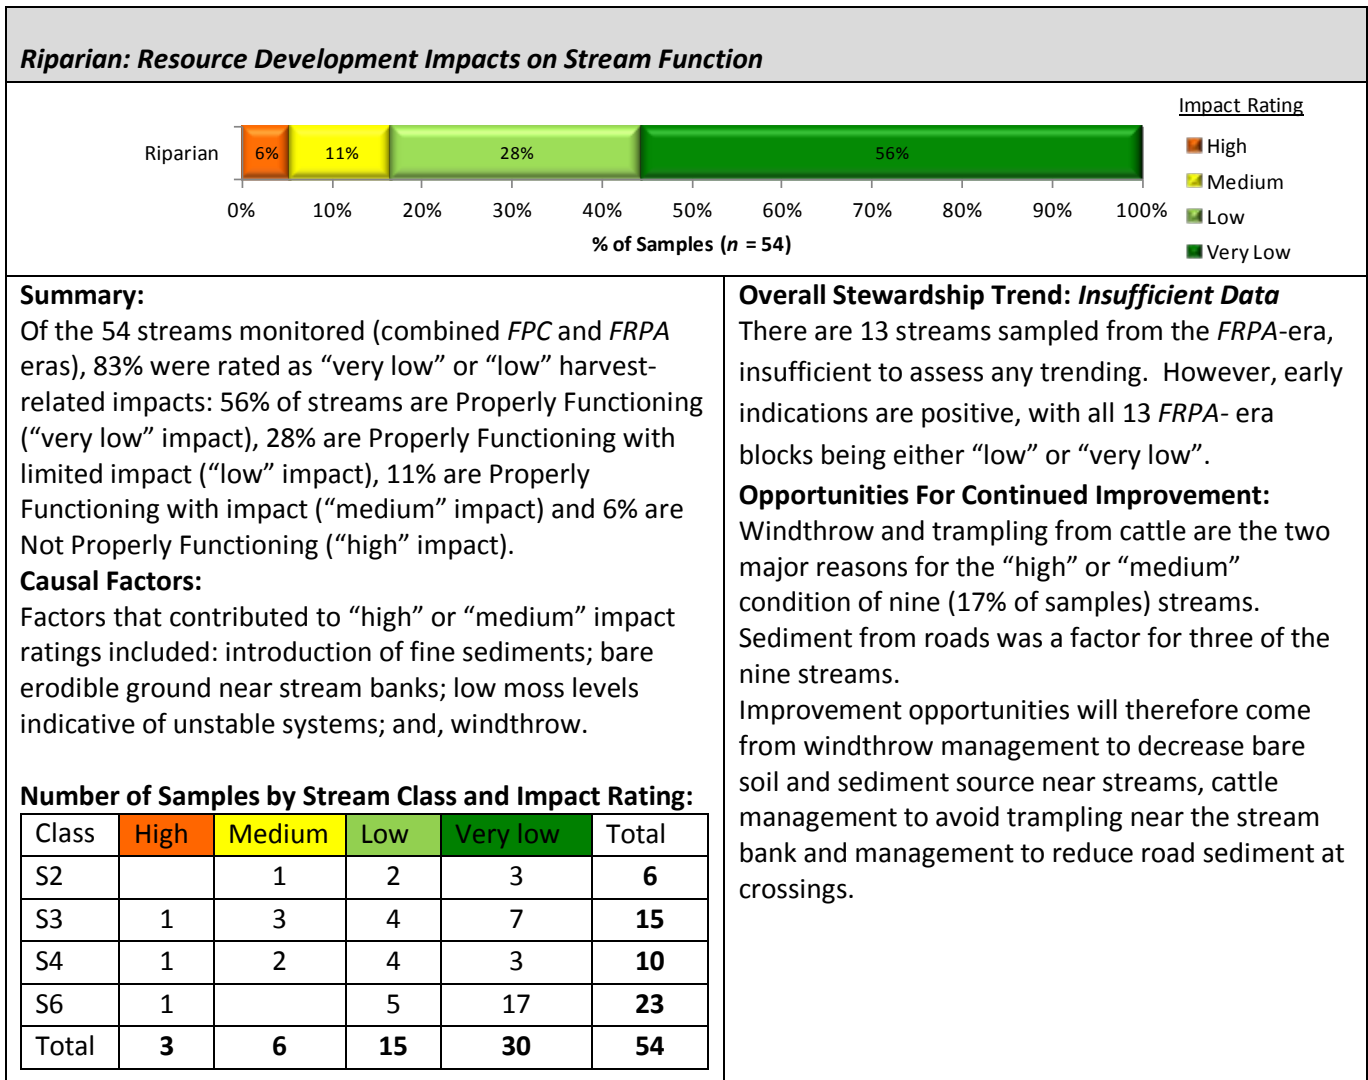 Riparian: Resource Development Impacts on Stream Function
Impact Rating
Riparian 6% 11% 28% 56%
High
Medium
Low
Very Low
0% 10% 20% 30% 40% 50% 60% 70% 80% 90% 100%
% of Samples (n = 54)
Summary:
Of the 54 streams monitored (combined FPC and FRPA
eras), 83% were rated as “very low” or “low” harvest-
related impacts: 56% of streams are Properly Functioning
(“very low” impact), 28% are Properly Functioning with
limited impact (“low” impact), 11% are Properly
Functioning with impact (“medium” impact) and 6% are
Not Properly Functioning (“high” impact).
Causal Factors:
Factors that contributed to “high” or “medium” impact
ratings included: introduction of fine sediments; bare
erodible ground near stream banks; low moss levels
indicative of unstable systems; and, windthrow.
Number of Samples by Stream Class and Impact Rating:
Class High Medium Low Very low Total
S2 1 2 3 6
S3 1 3 4 7 15
S4 1 2 4 3 10
S6 1 5 17 23
Total 3 6 15 30 54
Overall Stewardship Trend: Insufficient Data
There are 13 streams sampled from the FRPA-era,
insufficient to assess any trending. However, early
indications are positive, with all 13 FRPA- era
blocks being either “low” or “very low”.
Opportunities For Continued Improvement:
Windthrow and trampling from cattle are the two
major reasons for the “high” or “medium”
condition of nine (17% of samples) streams.
Sediment from roads was a factor for three of the
nine streams.
Improvement opportunities will therefore come
from windthrow management to decrease bare
soil and sediment source near streams, cattle
management to avoid trampling near the stream
bank and management to reduce road sediment at
crossings.